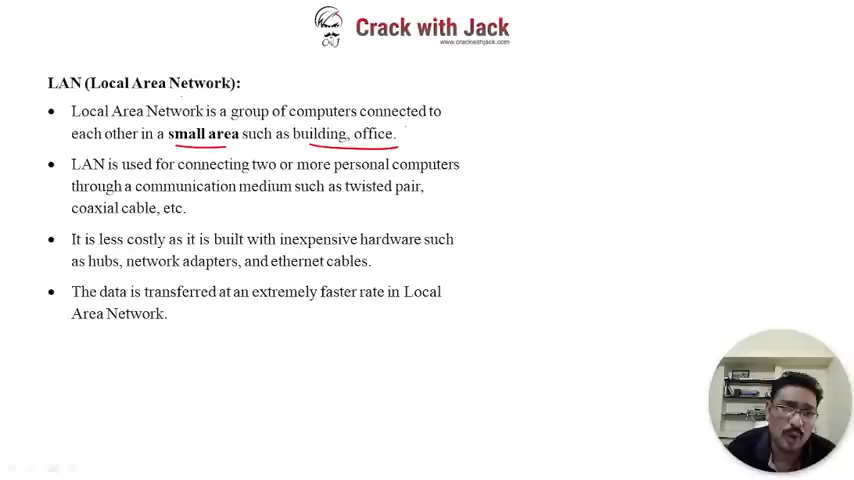 Crack with Jack
www.crackwithjack.com
LAN (Local Area Network):
• Local Area Network is a group of computers connected to
each other in a small area such as building, office.
• LAN is used for connecting two or more personal computers
through a communication medium such as twisted pair,
coaxial cable, etc.
• It is less costly as it is built with inexpensive hardware such
as hubs, network adapters, and ethernet cables.
• The data is transferred at an extremely faster rate in Local
Area Network.